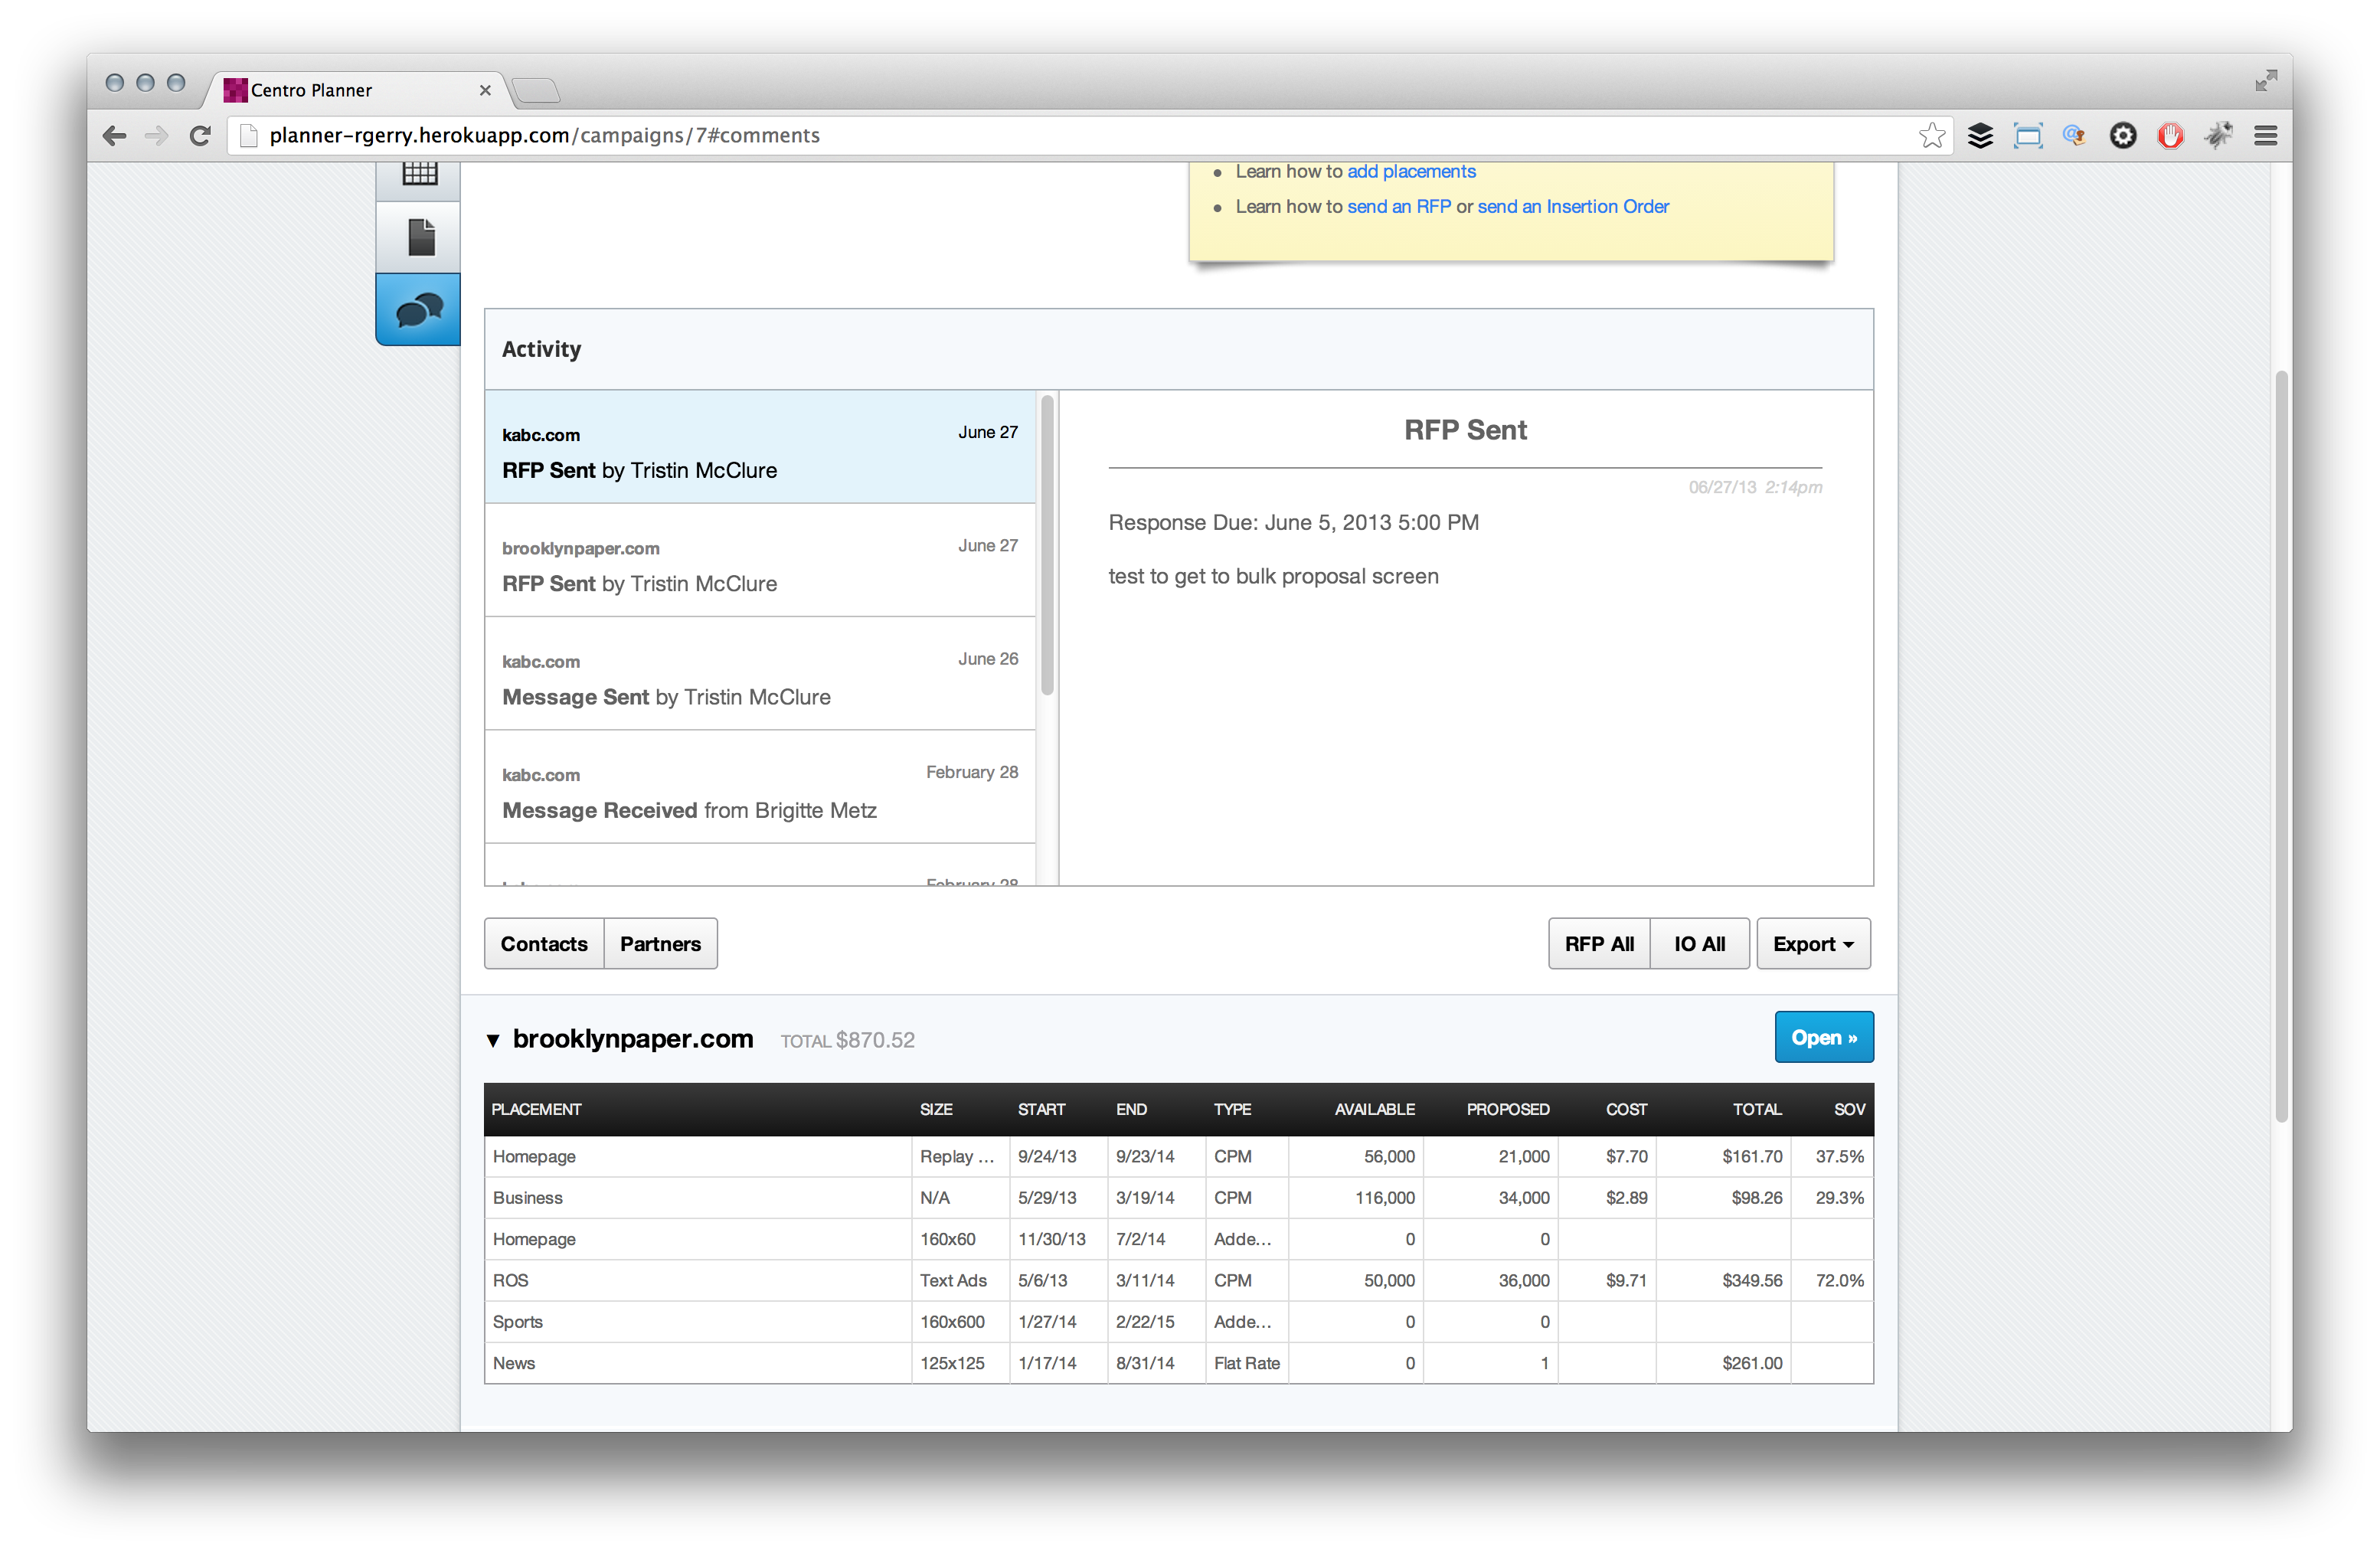 Centro Planner
planner-rgerry.herokuapp.com/campaigns/7#comments
Learn how to add placements
Learn how to send an RFP or send an Insertion Order
Activity
kabc.com June 27
RFP Sent by Tristin McClure
brooklynpaper.com June 27
RFP Sent by Tristin McClure
kabc.com June 26
Message Sent by Tristin McClure
kabc.com February 28
Message Received from Brigitte Metz
February 28
RFP Sent
06/27/13 2:14pm
Response Due: June 5, 2013 5:00 PM
test to get to bulk proposal screen
Contacts Partners RFP All IO All Export
▼ brooklynpaper.com TOTAL $870.52 Open »
PLACEMENT SIZE START END TYPE AVAILABLE PROPOSED COST TOTAL SOV
Homepage Replay ... 9/24/13 9/23/14 CPM 56,000 21,000 $7.70 $161.70 37.5%
Business N/A 5/29/13 3/19/14 CPM 116,000 34,000 $2.89 $98.26 29.3%
Homepage 160x60 11/30/13 7/2/14 Adde... 0 0
ROS Text Ads 5/6/13 3/11/14 CPM 50,000 36,000 $9.71 $349.56 72.0%
Sports 160x600 1/27/14 2/22/15 Adde... 0 0
News 125x125 1/17/14 8/31/14 Flat Rate 0 1 $261.00